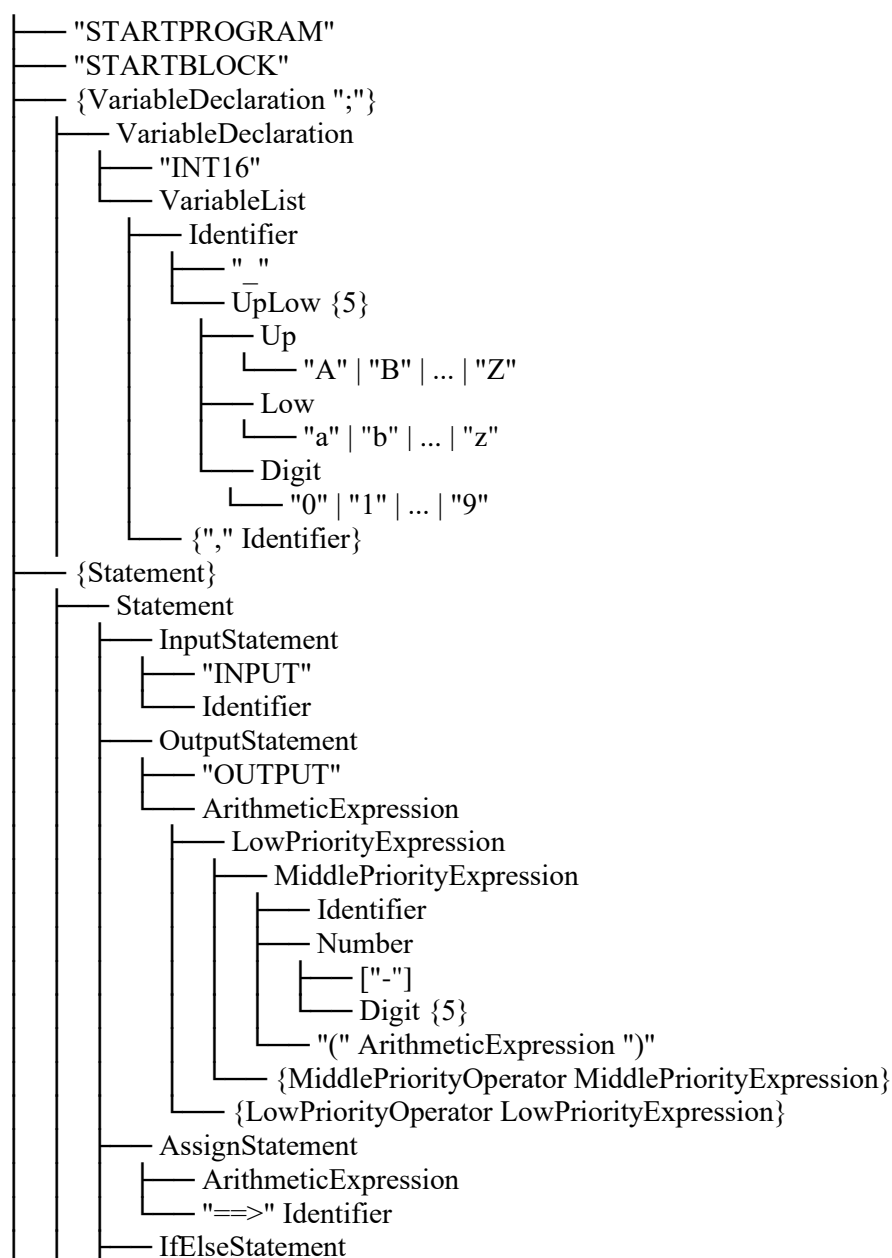 "STARTPROGRAM"
"STARTBLOCK"
{VariableDeclaration ";"}
VariableDeclaration
"INT16"
VariableList
Identifier
"_"
UpLow {5}
Up
"A" | "B" | ... | "Z"
Low
"a" | "b" | ... | "z"
Digit
"0" | "1" | ... | "9"
{"," Identifier}
{Statement}
Statement
InputStatement
"INPUT"
Identifier
OutputStatement
"OUTPUT"
ArithmeticExpression
LowPriorityExpression
MiddlePriorityExpression
Identifier
Number
["-"]
Digit {5}
"(" ArithmeticExpression ")"
{MiddlePriorityOperator MiddlePriorityExpression}
{LowPriorityOperator LowPriorityExpression}
AssignStatement
ArithmeticExpression
"==>" Identifier
IfElseStatement